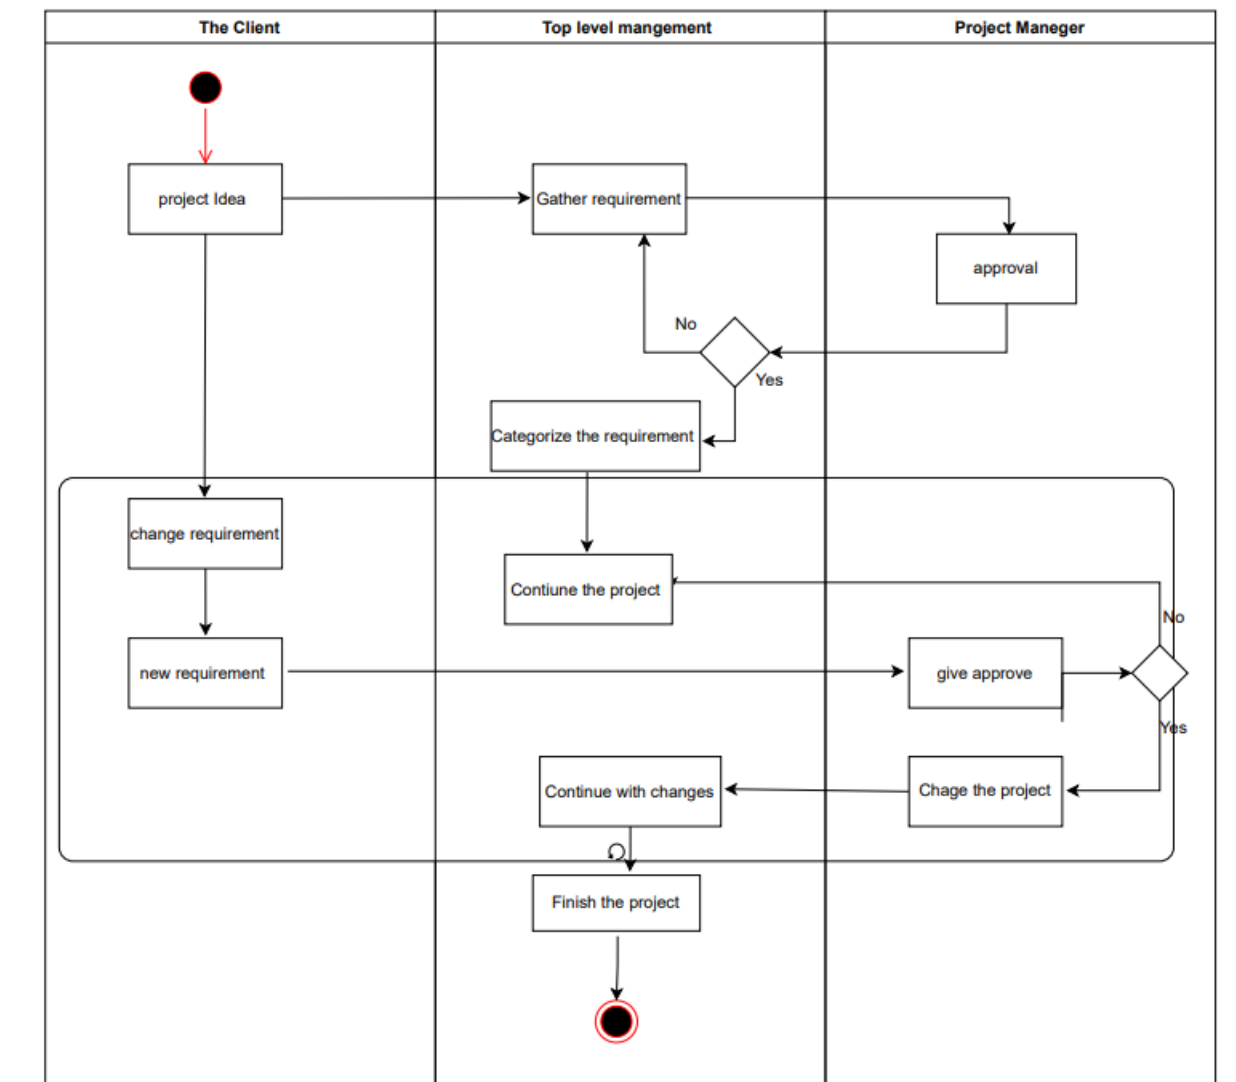 The Client
Top level mangement
Project Maneger
project Idea
Gather requirement
approval
No
Yes
Categorize the requirement
change requirement
Contiune the project
No
new requirement
give approve
Yes
Continue with changes
Chage the project
Finish the project